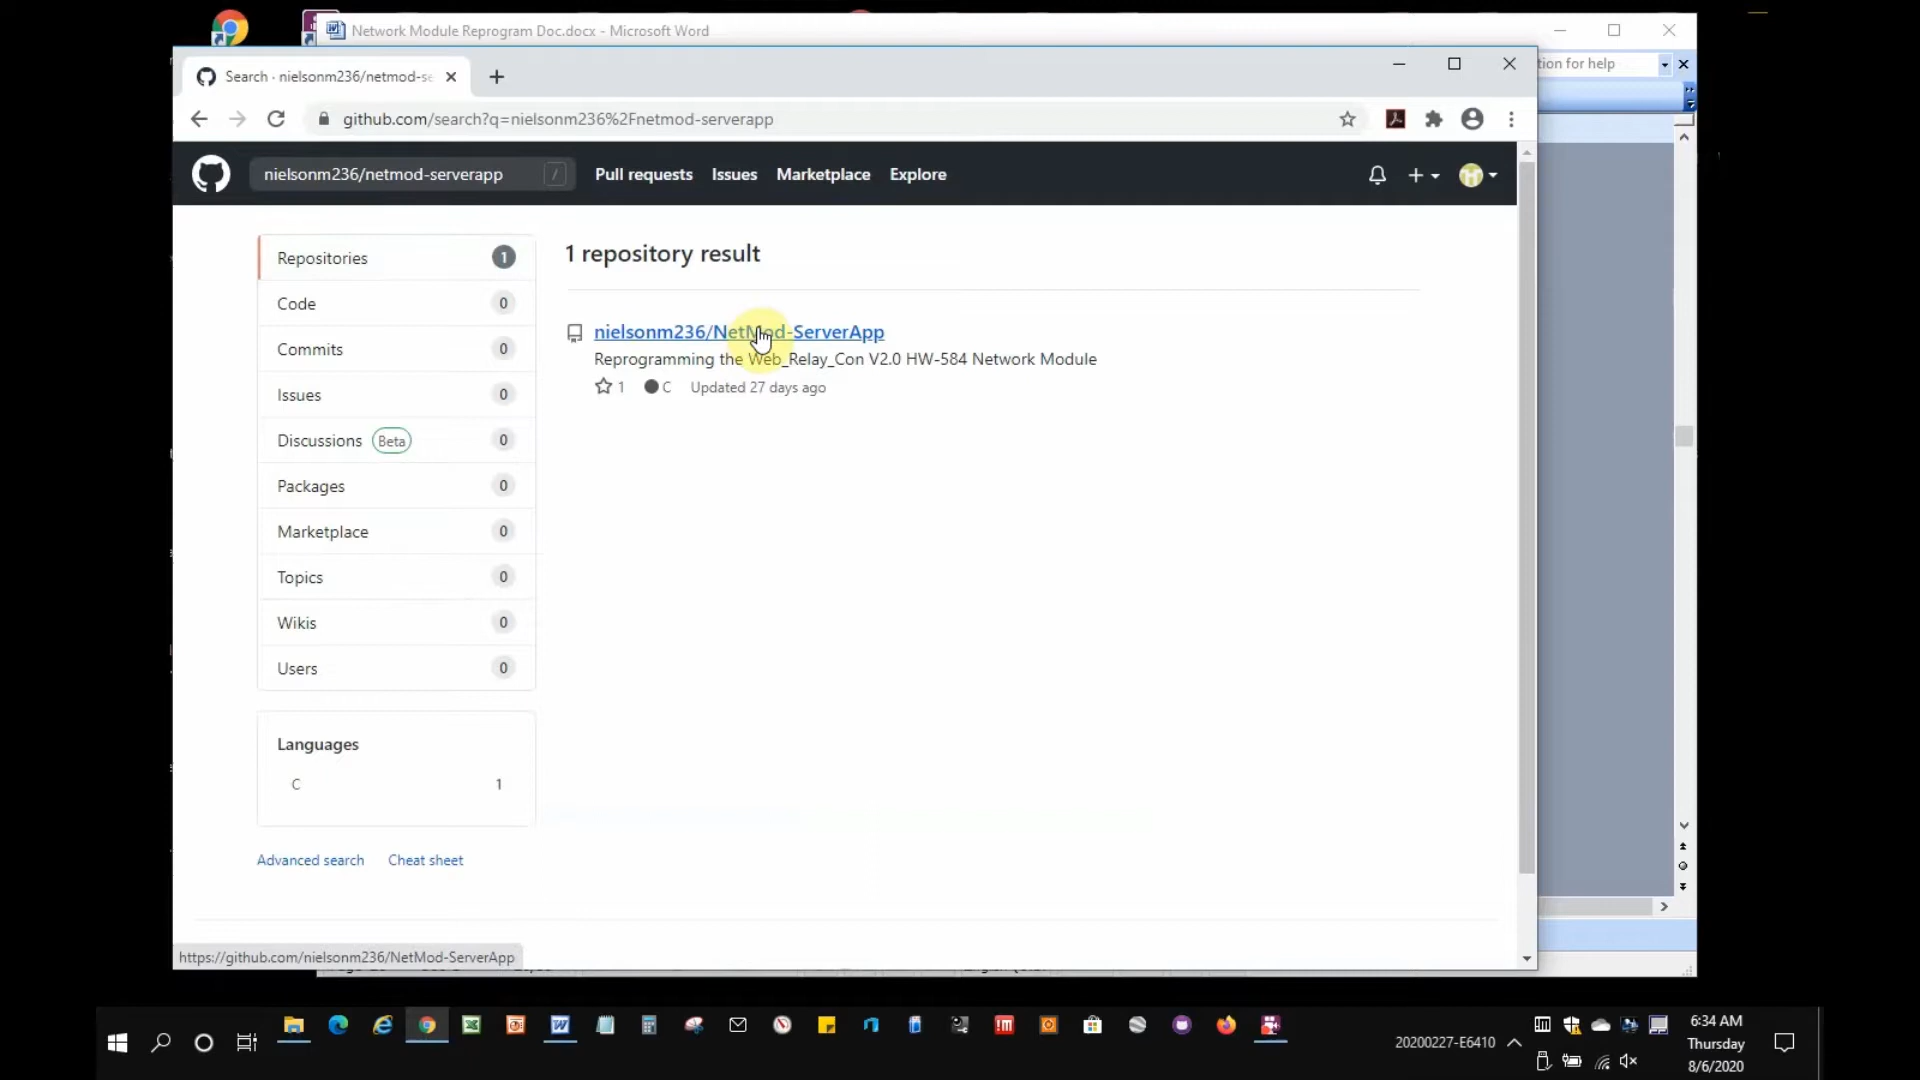 Network Module Reprogram Doc.docx - Microsoft Word
Search · nielsonm236/netmod-se
tion for help
github.com/search?q=nielsonm236%2Fnetmod-serverapp
nielsonm236/netmod-serverapp /
Pull requests Issues Marketplace Explore
Repositories 1
Code 0
Commits 0
Issues 0
Discussions Beta 0
Packages 0
Marketplace 0
Topics 0
Wikis 0
Users 0
Languages
C 1
Advanced search Cheat sheet
1 repository result
nielsonm236/NetMod-ServerApp
Reprogramming the Web_Relay_Con V2.0 HW-584 Network Module
1 C Updated 27 days ago
https://github.com/nielsonm236/NetMod-ServerApp
20200227-E6410
6:34 AM
Thursday
8/6/2020